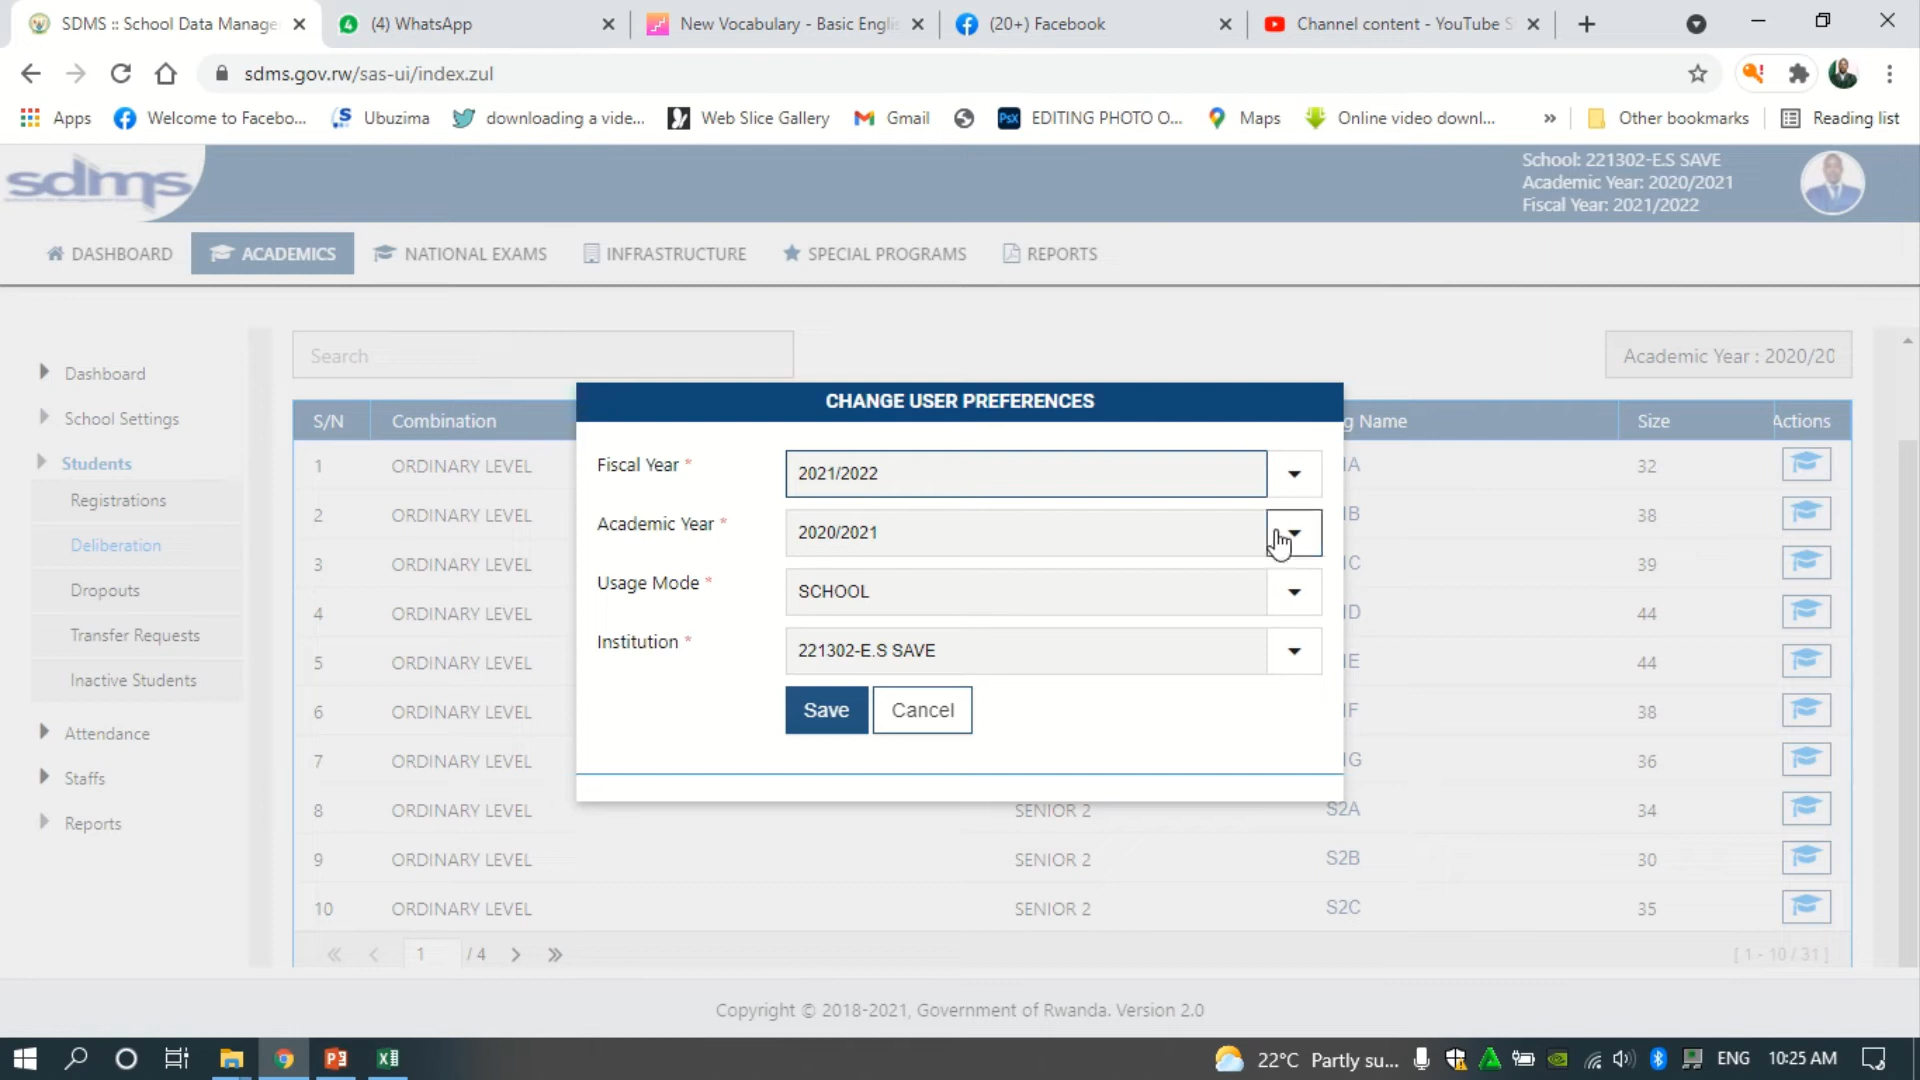 SDMS :: School Data Manage
(4) WhatsApp
New Vocabulary - Basic Engli
(20+) Facebook
Channel content - YouTube S
sdms.gov.rw/sas-ui/index.zul
Apps
Welcome to Facebo...
Ubuzima
downloading a vide...
Web Slice Gallery
Gmail
EDITING PHOTO O...
Maps
Online video downl...
»
Other bookmarks
Reading list
sdms
School: 221302-E.S SAVE
Academic Year: 2020/2021
Fiscal Year: 2021/2022
DASHBOARD
ACADEMICS
NATIONAL EXAMS
INFRASTRUCTURE
SPECIAL PROGRAMS
REPORTS
Dashboard
School Settings
Students
Registrations
Deliberation
Dropouts
Transfer Requests
Inactive Students
Attendance
Staffs
Reports
Search
Academic Year : 2020/20
S/N Combination g Name Size Actions
1 ORDINARY LEVEL A 32
2 ORDINARY LEVEL B 38
3 ORDINARY LEVEL C 39
4 ORDINARY LEVEL D 44
5 ORDINARY LEVEL E 44
6 ORDINARY LEVEL F 38
7 ORDINARY LEVEL G 36
8 ORDINARY LEVEL SENIOR 2 S2A 34
9 ORDINARY LEVEL SENIOR 2 S2B 30
10 ORDINARY LEVEL SENIOR 2 S2C 35
1 / 4
[ 1 - 10 / 31 ]
CHANGE USER PREFERENCES
Fiscal Year * 2021/2022
Academic Year * 2020/2021
Usage Mode * SCHOOL
Institution * 221302-E.S SAVE
Save Cancel
Copyright © 2018-2021, Government of Rwanda. Version 2.0
22°C Partly su...
ENG
10:25 AM